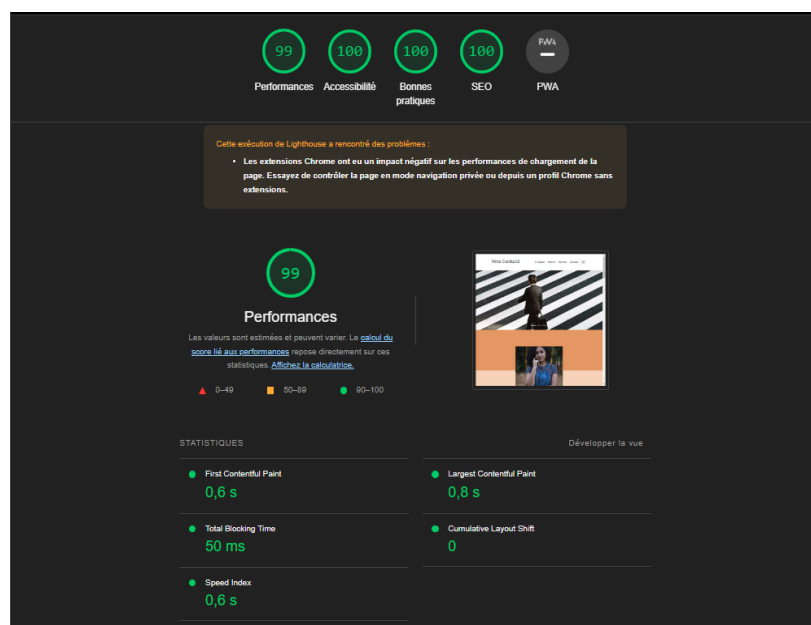 99
100
100
100
PWA
Performances
Accessibilité
Bonnes
pratiques
SEO
PWA
Cette exécution de Lighthouse a rencontré des problèmes :
• Les extensions Chrome ont eu un impact négatif sur les performances de chargement de la
page. Essayez de contrôler la page en mode navigation privée ou depuis un profil Chrome sans
extensions.
99
Performances
Les valeurs sont estimées et peuvent varier. Le calcul du
score lié aux performances repose directement sur ces
statistiques. Affichez la calculatrice.
0–49
50–89
90–100
Nina Carducci
STATISTIQUES
Développer la vue
First Contentful Paint
0,6 s
Largest Contentful Paint
0,8 s
Total Blocking Time
50 ms
Cumulative Layout Shift
0
Speed Index
0,6 s